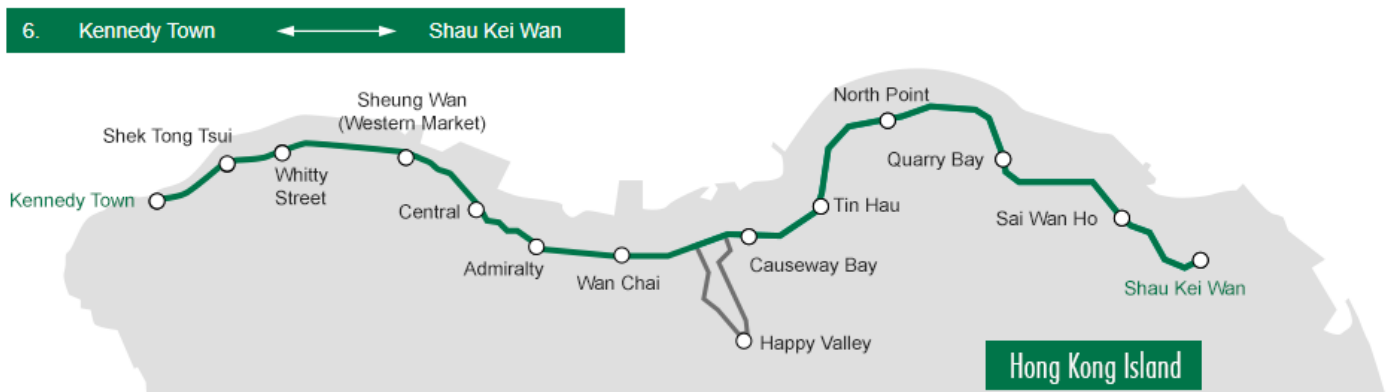 6. Kennedy Town Shau Kei Wan
Sheung Wan
(Western Market)
North Point
Shek Tong Tsui
Quarry Bay
Whitty
Street
Kennedy Town
Central
Tin Hau
Sai Wan Ho
Admiralty
Wan Chai
Causeway Bay
Shau Kei Wan
Happy Valley
Hong Kong Island